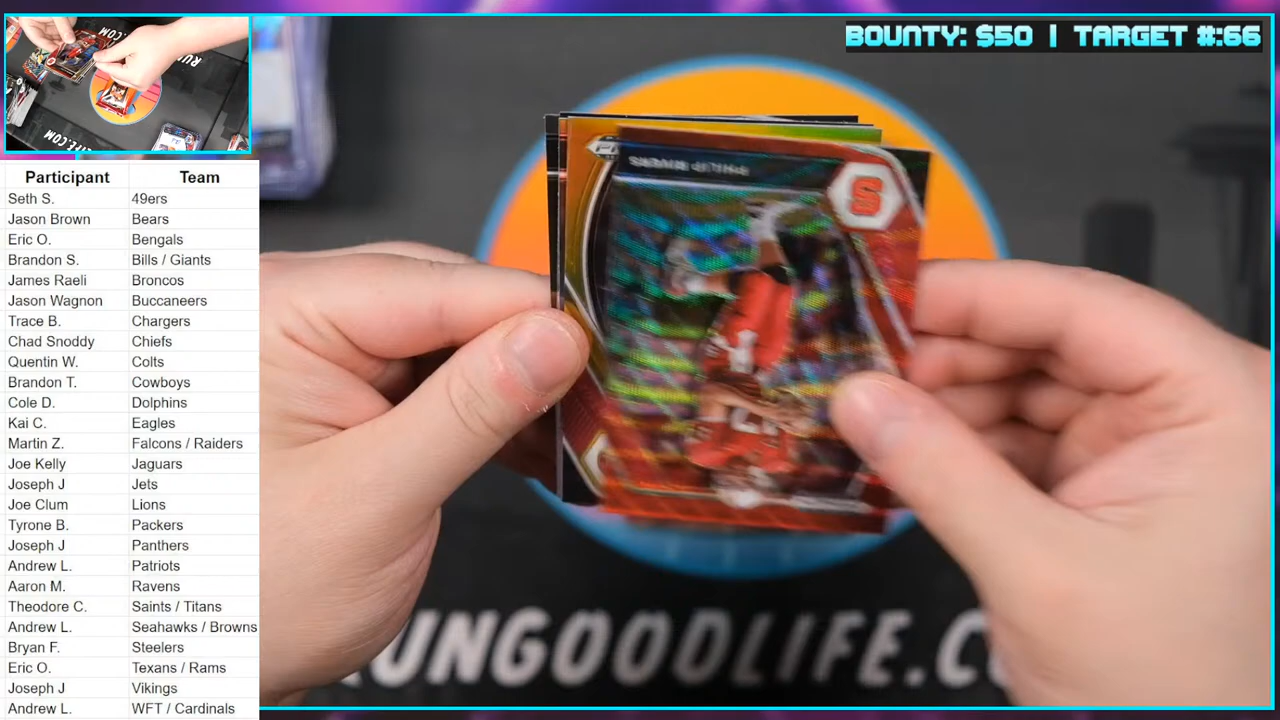 BOUNTY: $50 | TARGET #:66
Participant Team
Seth S. 49ers
Jason Brown Bears
Eric O. Bengals
Brandon S. Bills / Giants
James Raeli Broncos
Jason Wagnon Buccaneers
Trace B. Chargers
Chad Snoddy Chiefs
Quentin W. Colts
Brandon T. Cowboys
Cole D. Dolphins
Kai C. Eagles
Martin Z. Falcons / Raiders
Joe Kelly Jaguars
Joseph J Jets
Joe Clum Lions
Tyrone B. Packers
Joseph J Panthers
Andrew L. Patriots
Aaron M. Ravens
Theodore C. Saints / Titans
Andrew L. Seahawks / Browns
Bryan F. Steelers
Eric O. Texans / Rams
Joseph J Vikings
Andrew L. WFT / Cardinals
PHILIP RIVERS
S
RUNGOODLIFE.C